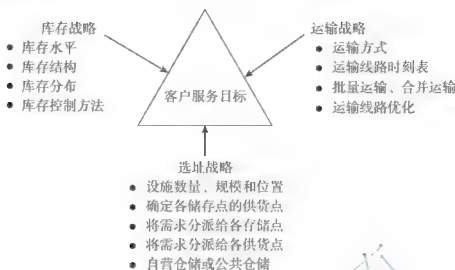 库存战略
● 库存水平
● 库存结构
● 库存分布
● 库存控制方法
运输战略
● 运输方式
● 运输线路时刻表
● 批量运输、合并运输
● 运输线路优化
客户服务目标
选址战略
● 设施数量、规模和位置
● 确定各储存点的供货点
● 将需求分派给各存储点
● 将需求分派给各供货点
● 自营仓储或公共仓储